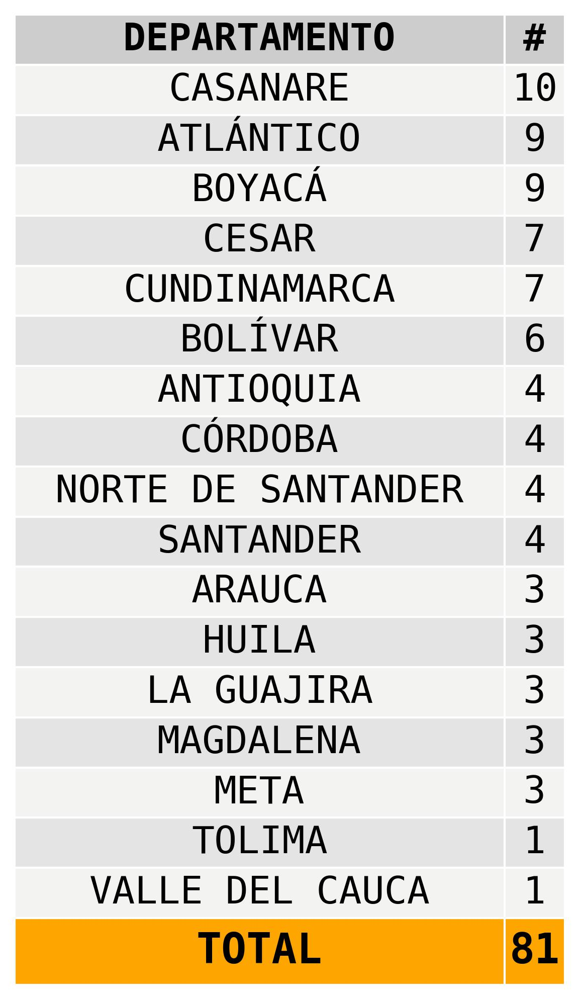 DEPARTAMENTO #
CASANARE 10
ATLÁNTICO 9
BOYACÁ 9
CESAR 7
CUNDINAMARCA 7
BOLÍVAR 6
ANTIOQUIA 4
CÓRDOBA 4
NORTE DE SANTANDER 4
SANTANDER 4
ARAUCA 3
HUILA 3
LA GUAJIRA 3
MAGDALENA 3
META 3
TOLIMA 1
VALLE DEL CAUCA 1
TOTAL 81